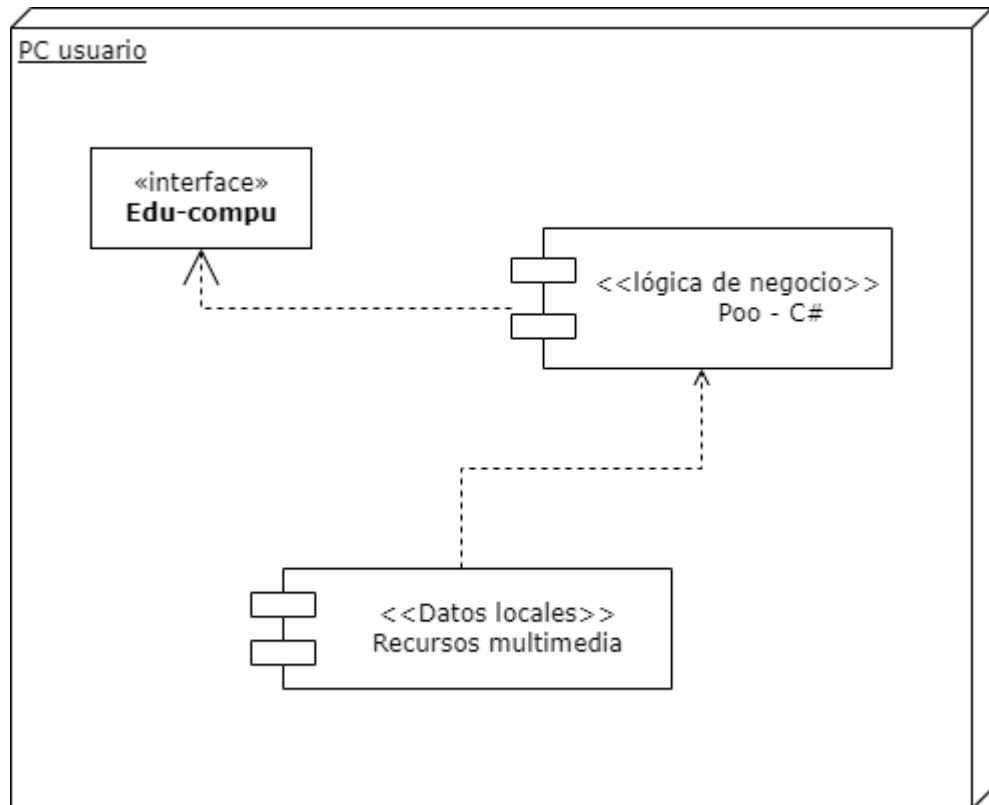 PC usuario
«interface»
Edu-compu
<<lógica de negocio>>
Poo - C#
<<Datos locales>>
Recursos multimedia